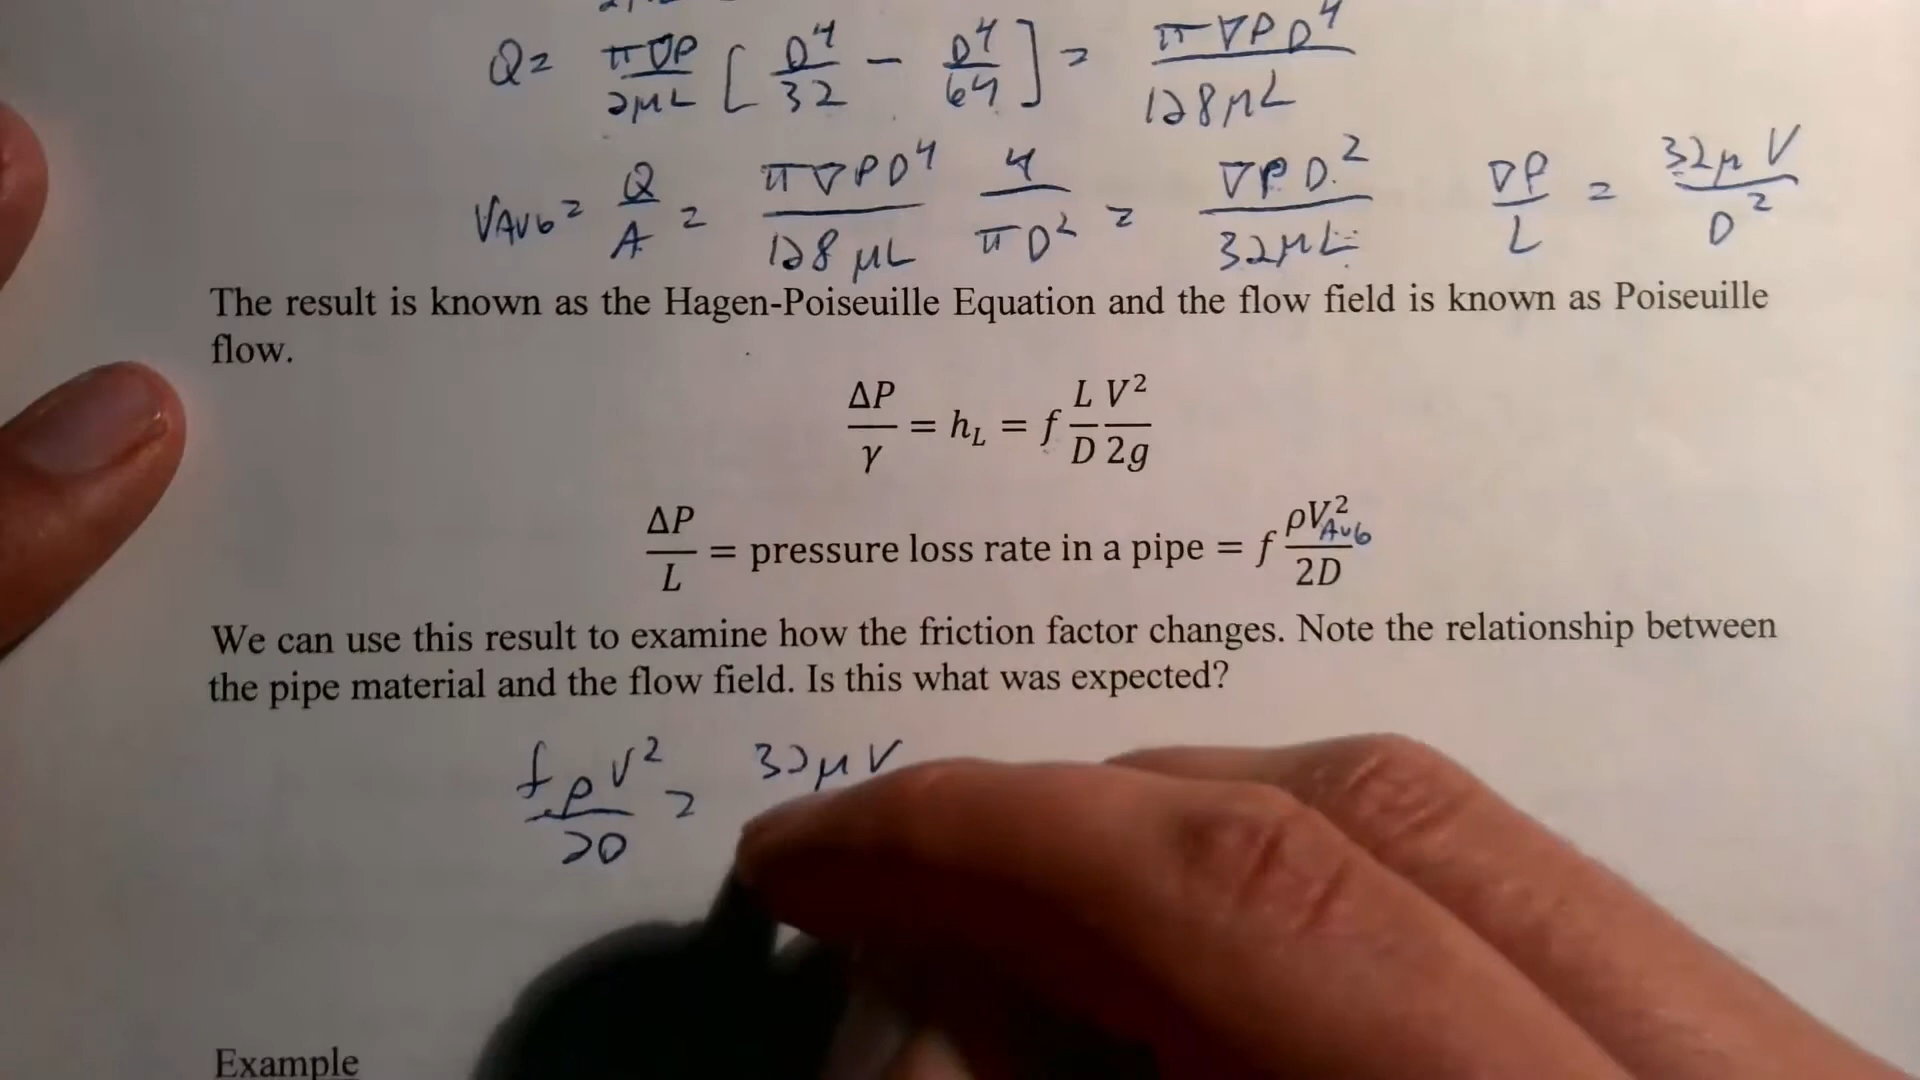 Q = π∇P/2μL [ D⁴/32 − D⁴/64 ] = π∇PD⁴/128μL
VAVG = Q/A = π∇PD⁴/128μL 4/πD² = ∇PD²/32μL ∇P/L = 32μV/D²
The result is known as the Hagen-Poiseuille Equation and the flow field is known as Poiseuille
flow.
ΔP/γ = h_L = f L/D V²/2g
ΔP/L = pressure loss rate in a pipe = f ρV²AVG/2D
We can use this result to examine how the friction factor changes. Note the relationship between
the pipe material and the flow field. Is this what was expected?
fρV²/2D = 32μV
Example